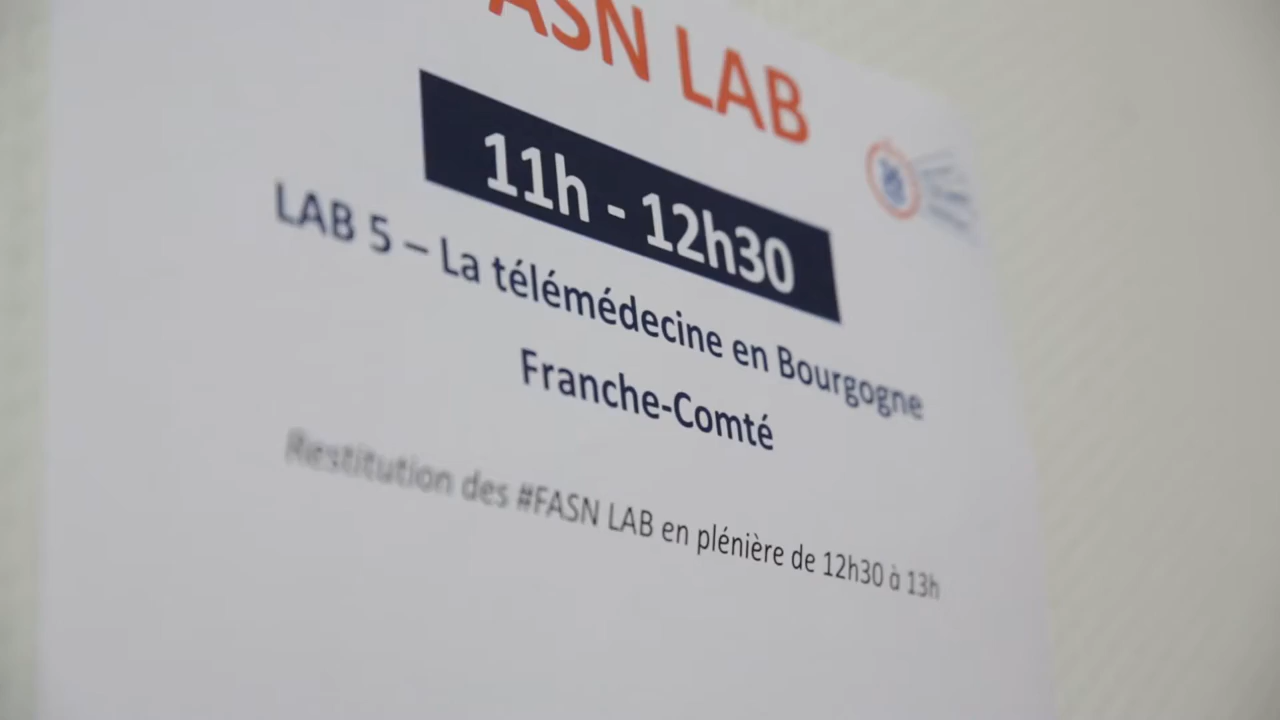 FASN LAB
11h - 12h30
LAB 5 – La télémédecine en Bourgogne
Franche-Comté
Restitution des #FASN LAB en plénière de 12h30 à 13h